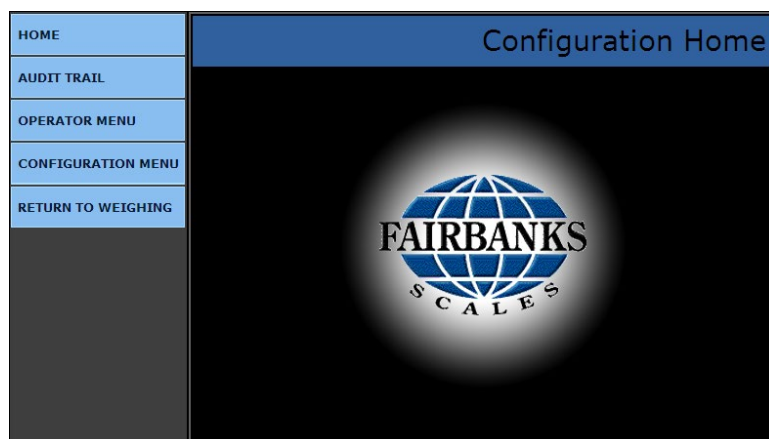 HOME
Configuration Home
AUDIT TRAIL
OPERATOR MENU
CONFIGURATION MENU
RETURN TO WEIGHING
FAIRBANKS
SCALES